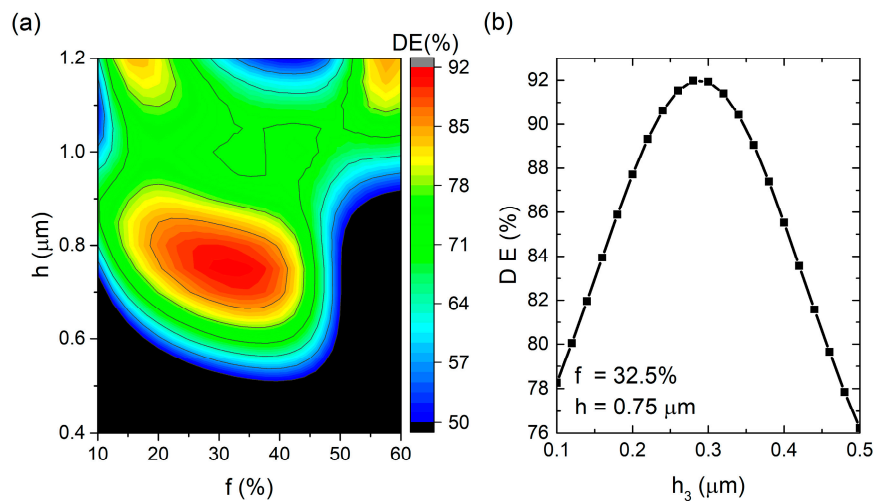 (a)
DE(%)
1.2
1.0
0.8
0.6
0.4
h (μm)
10 20 30 40 50 60
f (%)
92
85
78
71
64
57
50
(b)
92
90
88
86
84
82
80
78
76
D E (%)
f = 32.5%
h = 0.75 μm
0.1 0.2 0.3 0.4 0.5
h₃ (μm)